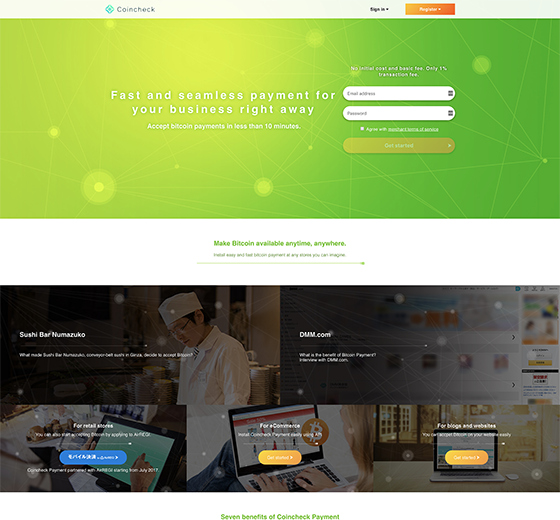 Coincheck
Sign in
Register
No initial cost and basic fee. Only 1%
transaction fee.
Fast and seamless payment for
your business right away
Accept bitcoin payments in less than 10 minutes.
Email address
Password
Agree with merchant terms of service
Get started
Make Bitcoin available anytime, anywhere.
Install easy and fast bitcoin payment at any stores you can imagine.
Sushi Bar Numazuko
What made Sushi Bar Numazuko, conveyor-belt sushi in Ginza, decide to accept Bitcoin?
DMM.com
What is the benefit of Bitcoin Payment?
Interview with DMM.com.
For retail stores
You can also start accepting Bitcoin by applying to AirREGI.
モバイル決済 for AirREGI
Coincheck Payment partnered with AirREGI starting from July 2017.
For eCommerce
Install Coincheck Payment easily using API
Get started
For blogs and websites
You can accept Bitcoin on your website easily
Get started
Seven benefits of Coincheck Payment